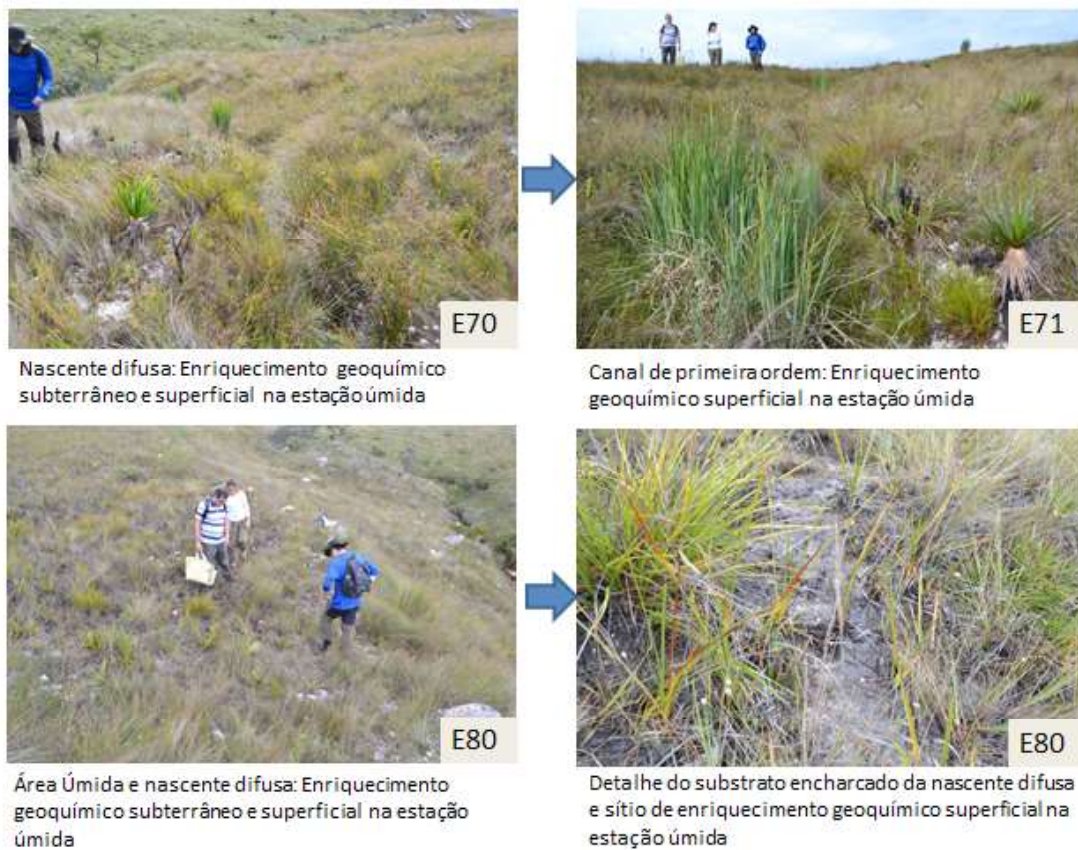 E70
E71
Nascente difusa: Enriquecimento geoquímico
subterrâneo e superficial na estação úmida
Canal de primeira ordem: Enriquecimento
geoquímico superficial na estação úmida
E80
E80
Área Úmida e nascente difusa: Enriquecimento
geoquímico subterrâneo e superficial na estação
úmida
Detalhe do substrato encharcado da nascente difusa
e sítio de enriquecimento geoquímico superficial na
estação úmida